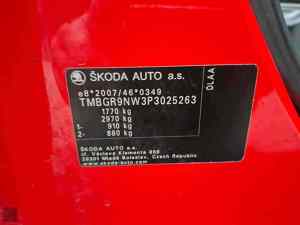 ŠKODA AUTO a.s.
e8*2007/46*0349
TMBGR9NW3P3025263
1770 kg
2970 kg
1- 910 kg
2- 880 kg
DLAA
ŠKODA AUTO a.s.
tř. Václava Klementa 869
29301 Mladá Boleslav, Czech Republic
www.skoda-auto.com